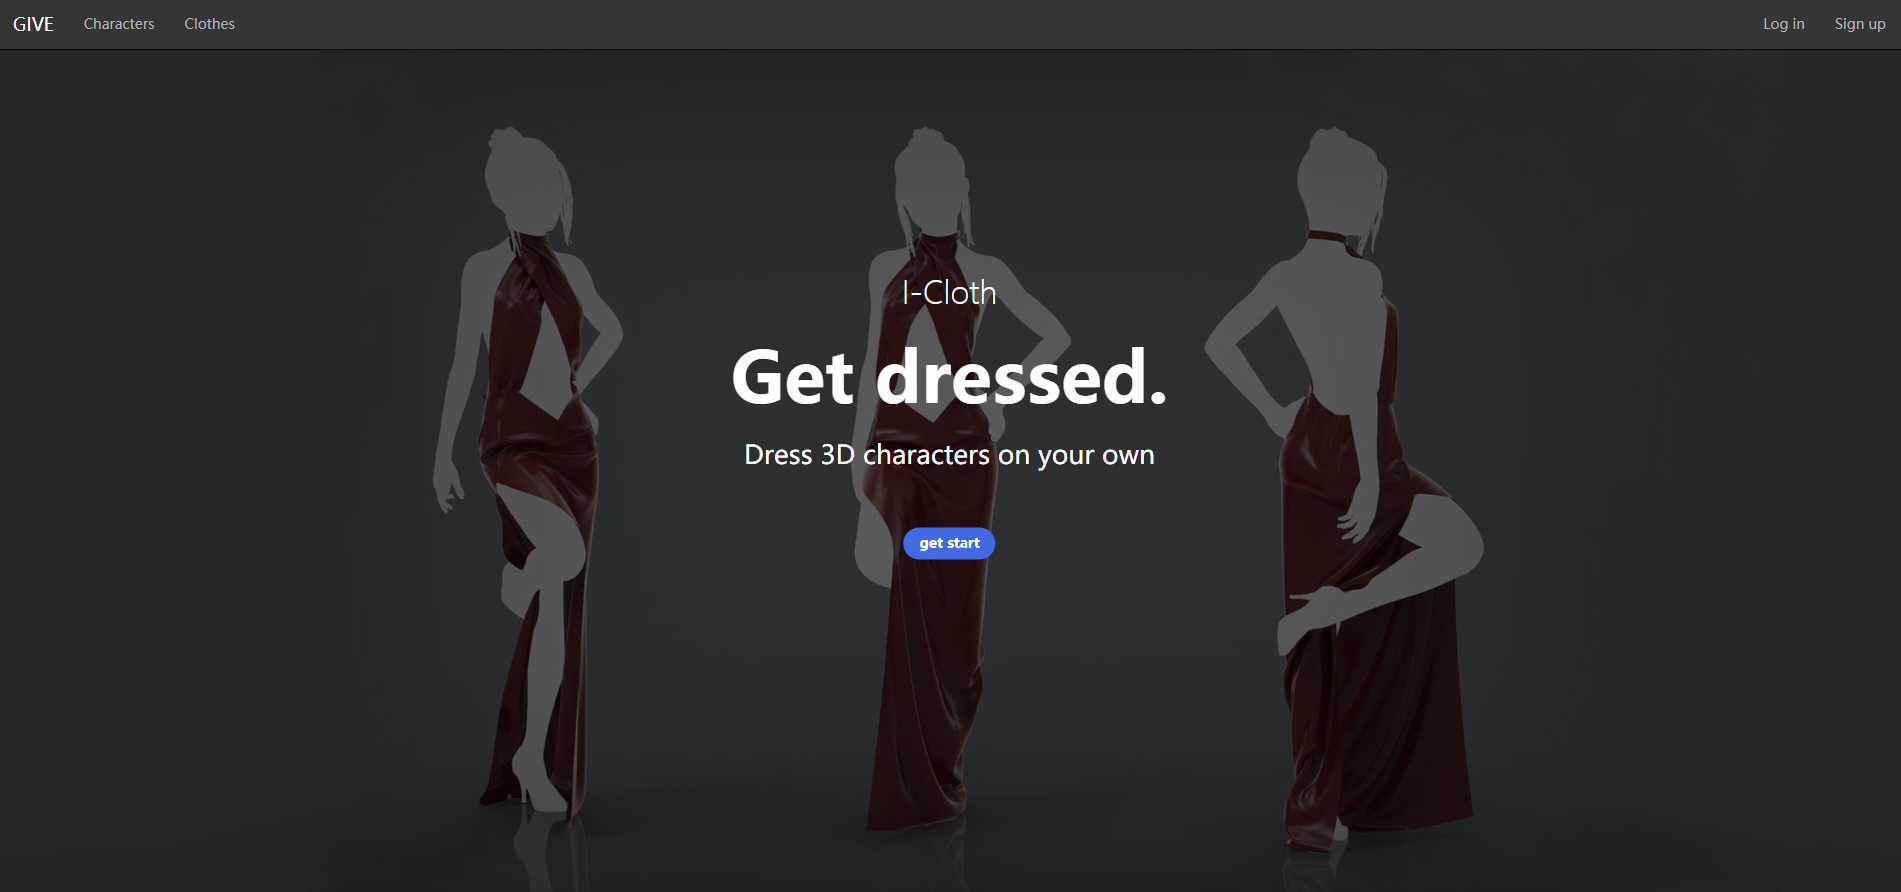 GIVE Characters Clothes Log in Sign up
I-Cloth
Get dressed.
Dress 3D characters on your own
get start